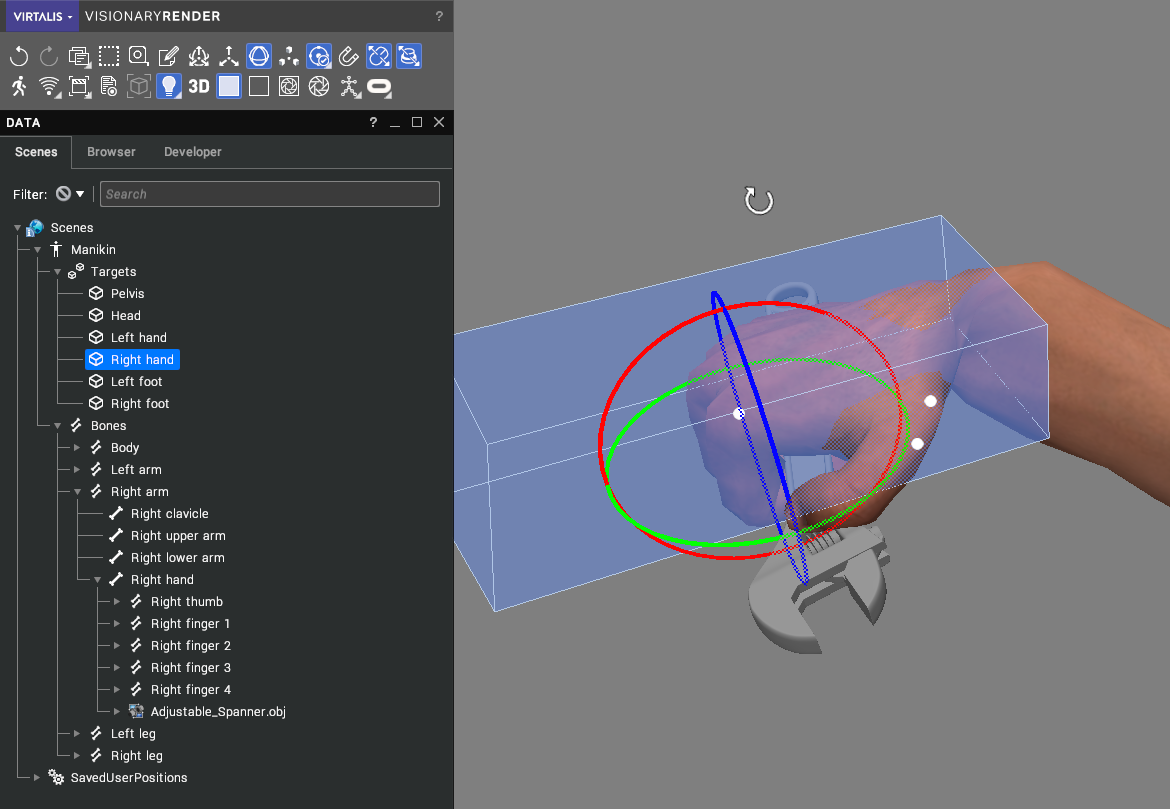 VIRTALIS VISIONARYRENDER ?
3D
DATA ?
Scenes Browser Developer
Filter: Search
Scenes
Manikin
Targets
Pelvis
Head
Left hand
Right hand
Left foot
Right foot
Bones
Body
Left arm
Right arm
Right clavicle
Right upper arm
Right lower arm
Right hand
Right thumb
Right finger 1
Right finger 2
Right finger 3
Right finger 4
Adjustable_Spanner.obj
Left leg
Right leg
SavedUserPositions